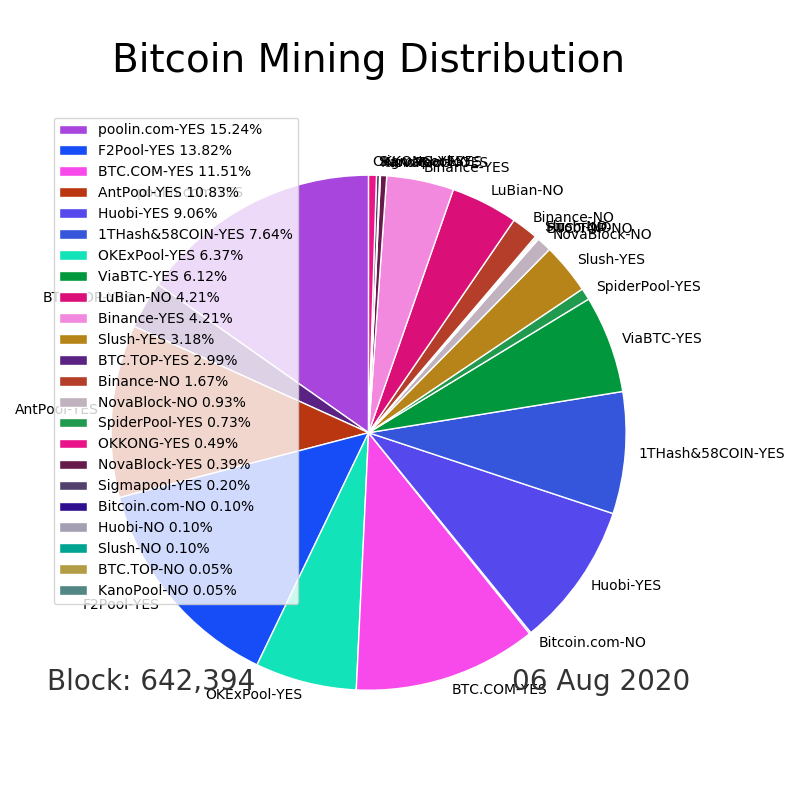 Bitcoin Mining Distribution
poolin.com-YES 15.24%
F2Pool-YES 13.82%
BTC.COM-YES 11.51%
AntPool-YES 10.83%
Huobi-YES 9.06%
1THash&58COIN-YES 7.64%
OKExPool-YES 6.37%
ViaBTC-YES 6.12%
LuBian-NO 4.21%
Binance-YES 4.21%
Slush-YES 3.18%
BTC.TOP-YES 2.99%
Binance-NO 1.67%
NovaBlock-NO 0.93%
SpiderPool-YES 0.73%
OKKONG-YES 0.49%
NovaBlock-YES 0.39%
Sigmapool-YES 0.20%
Bitcoin.com-NO 0.10%
Huobi-NO 0.10%
Slush-NO 0.10%
BTC.TOP-NO 0.05%
KanoPool-NO 0.05%
OKKONG-YES
Binance-YES
LuBian-NO
Binance-NO
NovaBlock-NO
Slush-YES
SpiderPool-YES
ViaBTC-YES
1THash&58COIN-YES
Huobi-YES
Bitcoin.com-NO
BTC.COM-YES
OKExPool-YES
F2Pool-YES
AntPool-YES
Block: 642,394
06 Aug 2020